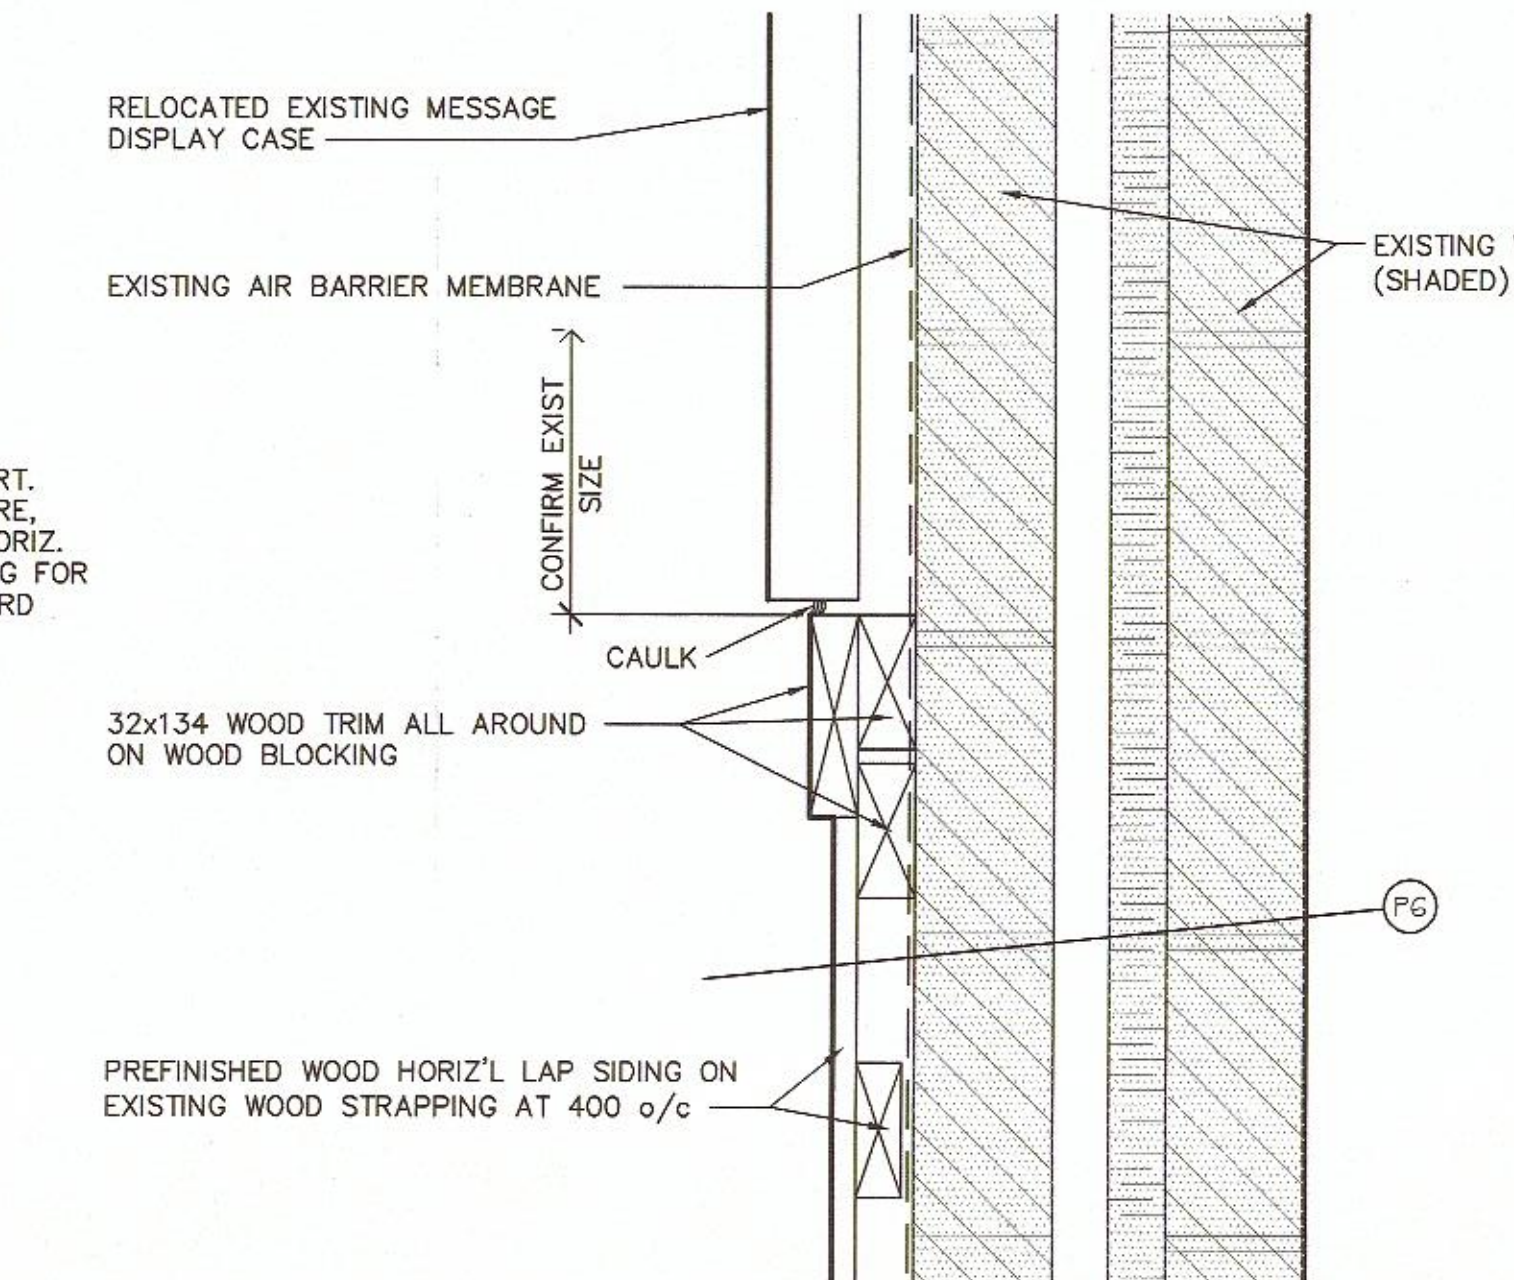 RELOCATED EXISTING MESSAGE
DISPLAY CASE
EXISTING AIR BARRIER MEMBRANE
EXISTING
(SHADED)
CONFIRM EXIST
SIZE
RT.
RE,
ORIZ.
G FOR
RD
CAULK
32x134 WOOD TRIM ALL AROUND
ON WOOD BLOCKING
P6
PREFINISHED WOOD HORIZ'L LAP SIDING ON
EXISTING WOOD STRAPPING AT 400 o/c